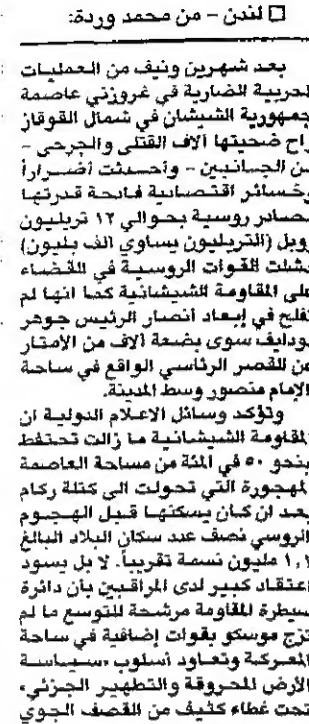 □ لندن – من محمد وردة:
بعد شهرين ونيف من العمليات
الحربية الضارية في غروزني عاصمة
جمهورية الشيشان في شمال القوقاز
راح ضحيتها آلاف القتلى والجرحى –
من الجانبين – وأحدثت أضراراً
وخسائر اقتصادية فادحة قدرتها
مصادر روسية بحوالي ١٢ تريليون
روبل (التريليون يساوي الف بليون)
فشلت القوات الروسية في القضاء
على المقاومة الشيشانية كما انها لم
تفلح في إبعاد أنصار الرئيس جوهر
دودايف سوى بضعة آلاف من الأمتار
عن القصر الرئاسي الواقع في ساحة
الإمام منصور وسط المدينة.
وتؤكد وسائل الاعلام الدولية ان
المقاومة الشيشانية ما زالت تحتفظ
بنحو ٥٠ في المئة من مساحة العاصمة
المهجورة التي تحولت الى كتلة ركام
بعد ان كان يسكنها قبل الهجوم
الروسي نصف عدد سكان البلاد البالغ
مليون نسمة تقريباً. لا بل يسود
اعتقاد كبير لدى المراقبين بأن دائرة
سيطرة المقاومة مرشحة للتوسع ما لم
تزج موسكو بقوات إضافية في ساحة
المعركة وتعاود أسلوب «سياسة
الأرض المحروقة والتطهير الجزئي»
تحت غطاء كثيف من القصف الجوي